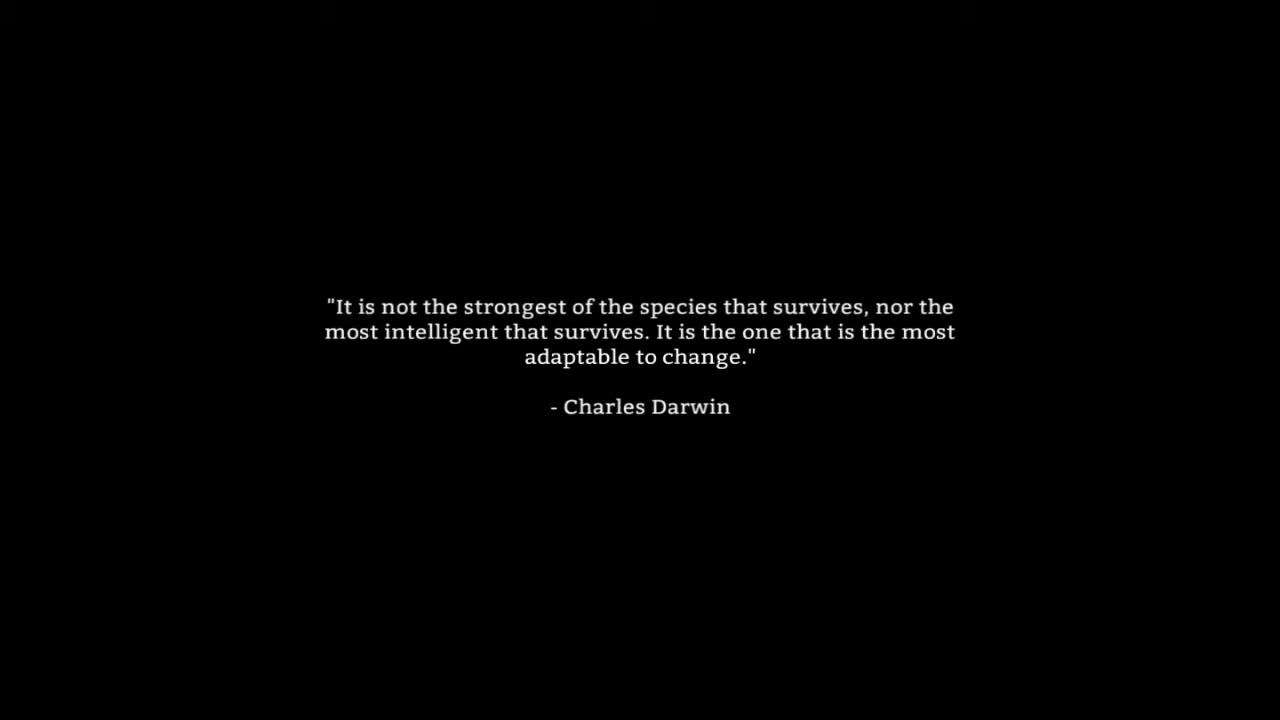 "It is not the strongest of the species that survives, nor the
most intelligent that survives. It is the one that is the most
adaptable to change."
- Charles Darwin